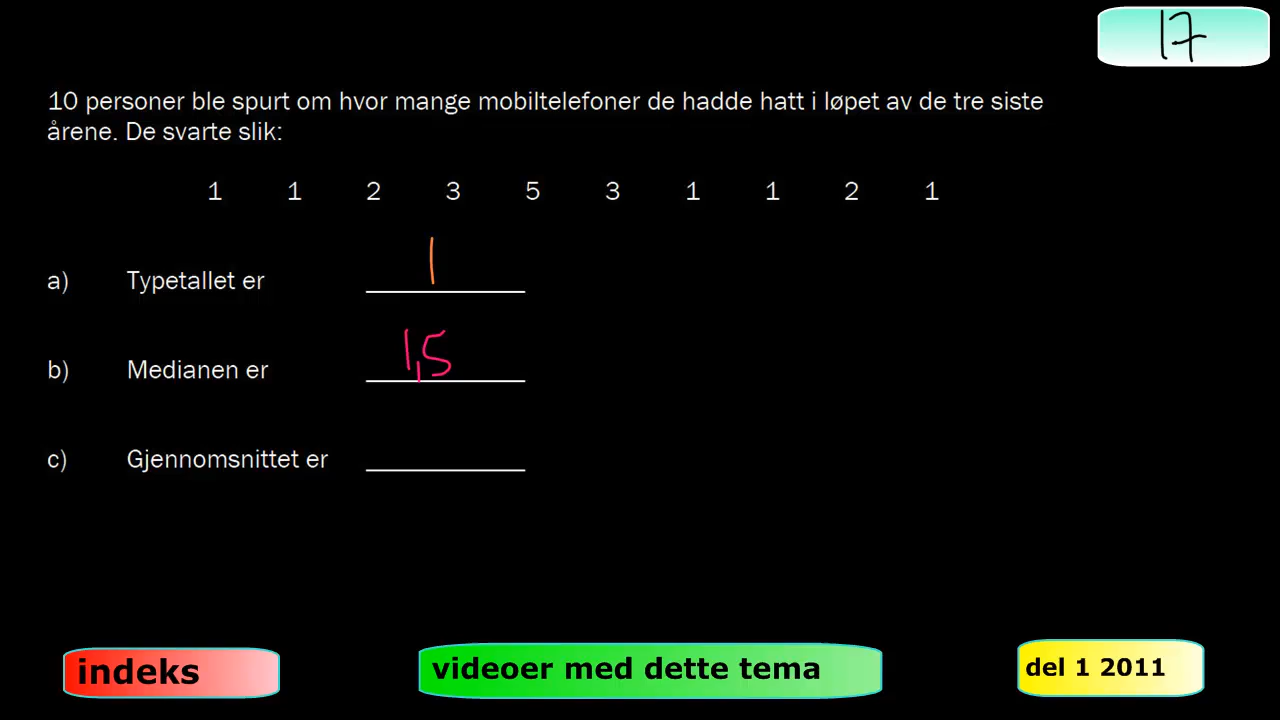 17
10 personer ble spurt om hvor mange mobiltelefoner de hadde hatt i løpet av de tre siste
årene. De svarte slik:
1 1 2 3 5 3 1 1 2 1
a) Typetallet er 1
b) Medianen er 1,5
c) Gjennomsnittet er
indeks videoer med dette tema del 1 2011